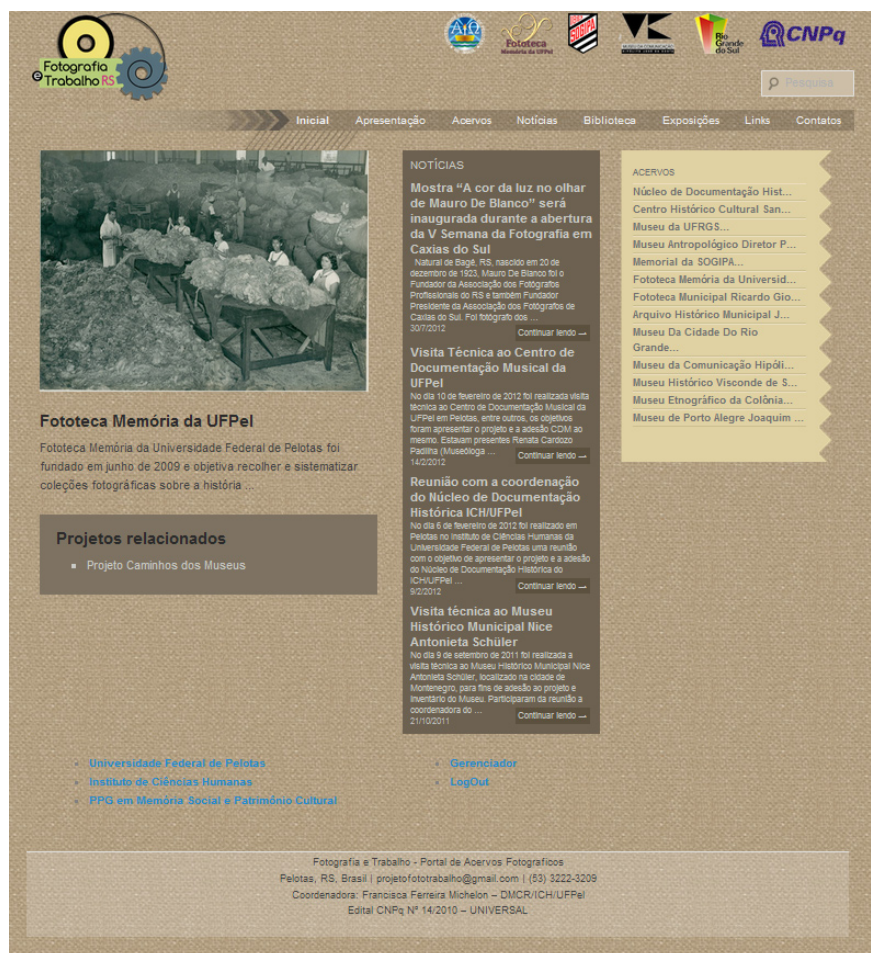 Fotografia
e Trabalho RS
Fototeca
Memória da UFPel
SOGIPA
Rio
Grande
do Sul
CNPq
Pesquisa
Inicial Apresentação Acervos Notícias Biblioteca Exposições Links Contatos
Fototeca Memória da UFPel
Fototeca Memória da Universidade Federal de Pelotas foi
fundado em junho de 2009 e objetiva recolher e sistematizar
coleções fotográficas sobre a história ...
Projetos relacionados
Projeto Caminhos dos Museus
NOTÍCIAS
Mostra “A cor da luz no olhar
de Mauro De Blanco” será
inaugurada durante a abertura
da V Semana da Fotografia em
Caxias do Sul
Natural de Bagé, RS, nascido em 20 de
dezembro de 1923, Mauro De Blanco foi o
Fundador da Associação dos Fotógrafos
Profissionais do RS e também Fundador
Presidente da Associação dos Fotógrafos de
Caxias do Sul. Foi fotógrafo dos ...
30/7/2012 Continuar lendo →
Visita Técnica ao Centro de
Documentação Musical da
UFPel
No dia 10 de fevereiro de 2012 foi realizada visita
técnica ao Centro de Documentação Musical da
UFPel em Pelotas, entre outros, os objetivos
foram apresentar o projeto e a adesão CDM ao
mesmo. Estavam presentes Renata Cardozo
Padilha (Museóloga ... Continuar lendo →
14/2/2012
Reunião com a coordenação
do Núcleo de Documentação
Histórica ICH/UFPel
No dia 6 de fevereiro de 2012 foi realizado em
Pelotas no Instituto de Ciências Humanas da
Universidade Federal de Pelotas uma reunião
com o objetivo de apresentar o projeto e a adesão
do Núcleo de Documentação Histórica do
ICH/UFPel ... Continuar lendo →
9/2/2012
Visita técnica ao Museu
Histórico Municipal Nice
Antonieta Schüler
No dia 9 de setembro de 2011 foi realizada a
visita técnica ao Museu Histórico Municipal Nice
Antonieta Schüler, localizado na cidade de
Montenegro, para fins de adesão ao projeto e
inventário do Museu. Participaram da reunião a
coordenadora do ... Continuar lendo →
21/10/2011
ACERVOS
Núcleo de Documentação Hist...
Centro Histórico Cultural San...
Museu da UFRGS...
Museu Antropológico Diretor P...
Memorial da SOGIPA...
Fototeca Memória da Universid...
Fototeca Municipal Ricardo Gio...
Arquivo Histórico Municipal J...
Museu Da Cidade Do Rio
Grande...
Museu da Comunicação Hipóli...
Museu Histórico Visconde de S...
Museu Etnográfico da Colônia...
Museu de Porto Alegre Joaquim ...
Universidade Federal de Pelotas
Instituto de Ciências Humanas
PPG em Memória Social e Patrimônio Cultural
Gerenciador
LogOut
Fotografia e Trabalho - Portal de Acervos Fotograficos
Pelotas, RS, Brasil | projetofototrabalho@gmail.com | (53) 3222-3209
Coordenadora: Francisca Ferreira Michelon – DMCR/ICH/UFPel
Edital CNPq Nº 14/2010 – UNIVERSAL